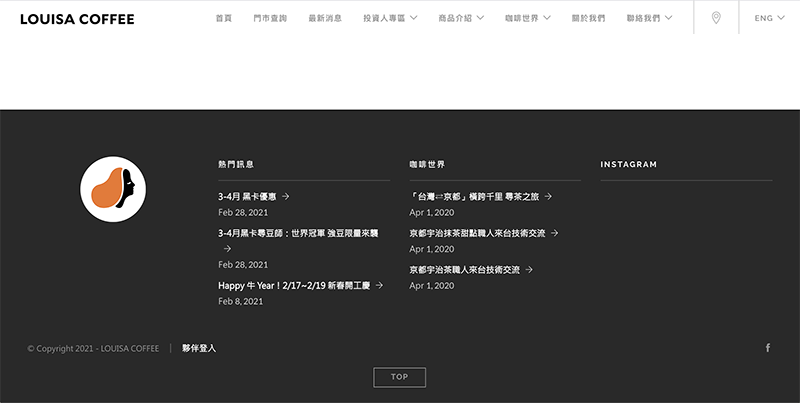 LOUISA COFFEE
首頁 門市查詢 最新消息 投資人專區 商品介紹 咖啡世界 關於我們 聯絡我們 ENG
熱門訊息
3-4月 黑卡優惠 →
Feb 28, 2021
3-4月黑卡尋豆師：世界冠軍 強豆限量來襲
→
Feb 28, 2021
Happy 牛 Year！2/17~2/19 新春開工慶 →
Feb 8, 2021
咖啡世界
「台灣⇌京都」橫跨千里 尋茶之旅 →
Apr 1, 2020
京都宇治抹茶甜點職人來台技術交流 →
Apr 1, 2020
京都宇治茶職人來台技術交流 →
Apr 1, 2020
INSTAGRAM
© Copyright 2021 - LOUISA COFFEE | 夥伴登入
TOP